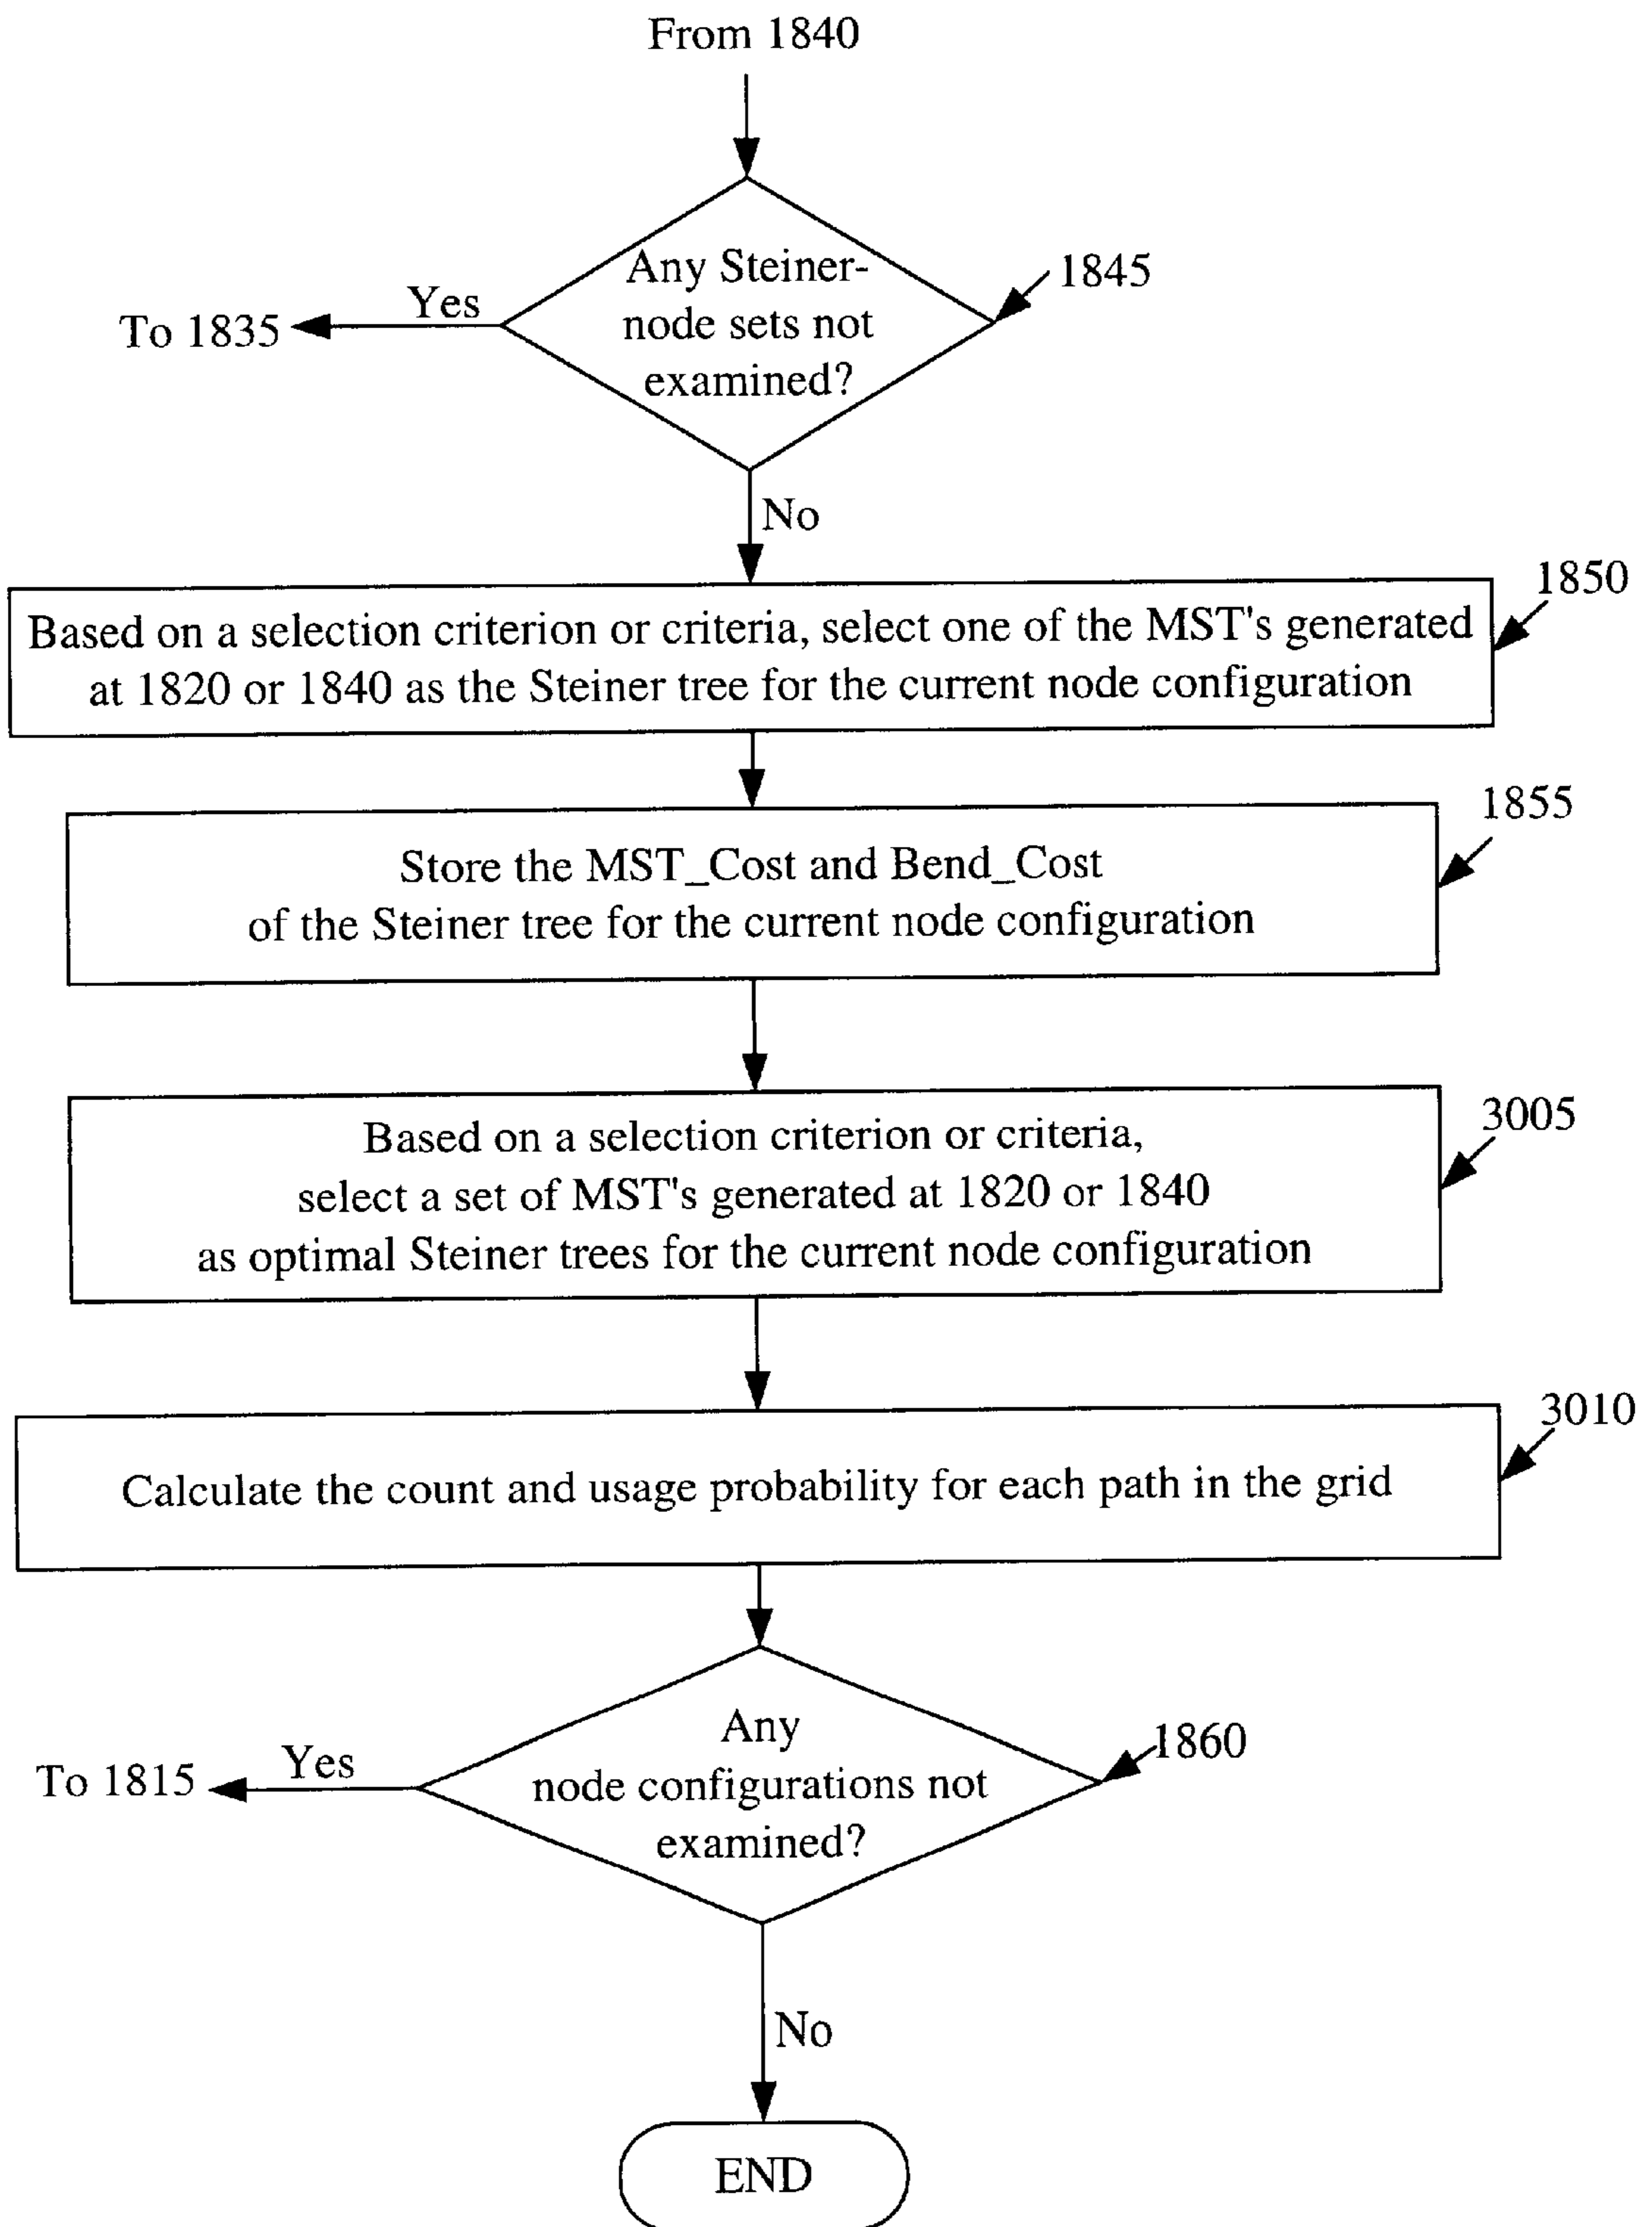 From 1840
Any Steiner-
node sets not
examined?
1845
Yes
To 1835
No
1850
Based on a selection criterion or criteria, select one of the MST's generated
at 1820 or 1840 as the Steiner tree for the current node configuration
1855
Store the MST_Cost and Bend_Cost
of the Steiner tree for the current node configuration
3005
Based on a selection criterion or criteria,
select a set of MST's generated at 1820 or 1840
as optimal Steiner trees for the current node configuration
3010
Calculate the count and usage probability for each path in the grid
Any
node configurations not
examined?
1860
Yes
To 1815
No
END